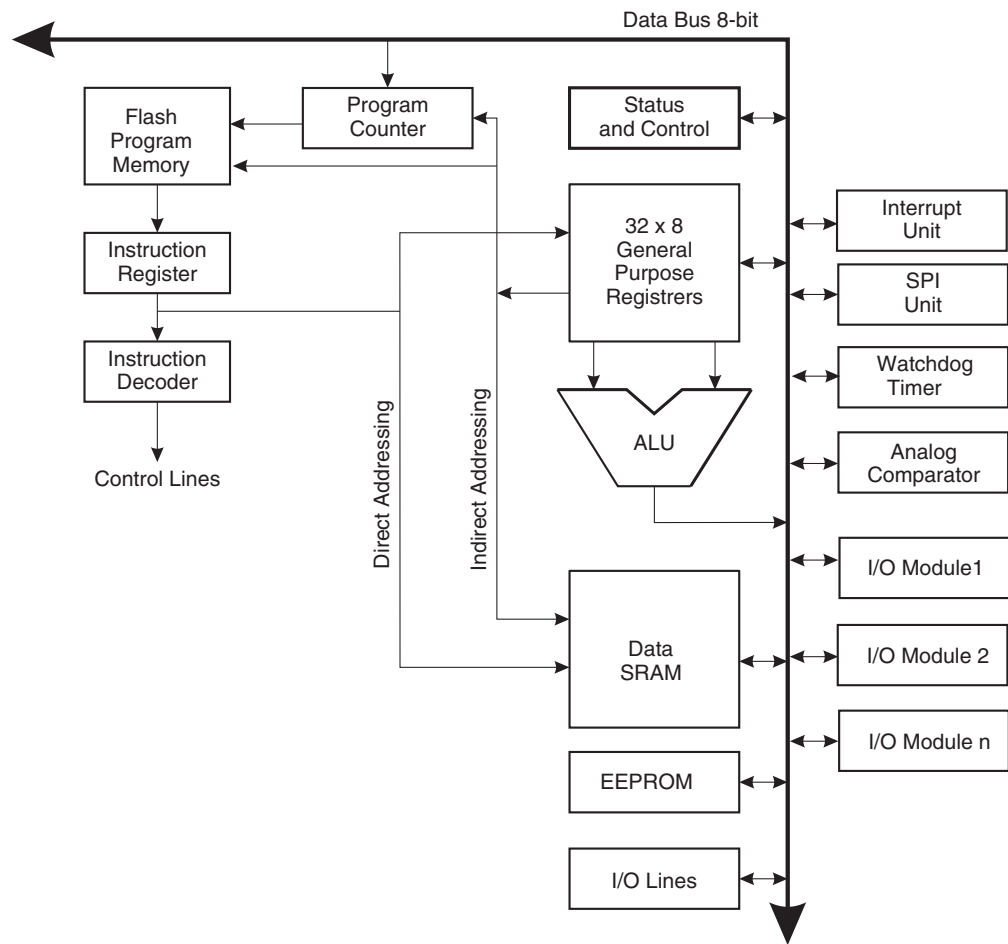 Data Bus 8-bit
Flash
Program
Memory
Program
Counter
Status
and Control
32 x 8
General
Purpose
Registrers
Interrupt
Unit
Instruction
Register
SPI
Unit
Instruction
Decoder
Watchdog
Timer
Control Lines
Direct Addressing
Indirect Addressing
ALU
Analog
Comparator
I/O Module1
Data
SRAM
I/O Module 2
I/O Module n
EEPROM
I/O Lines